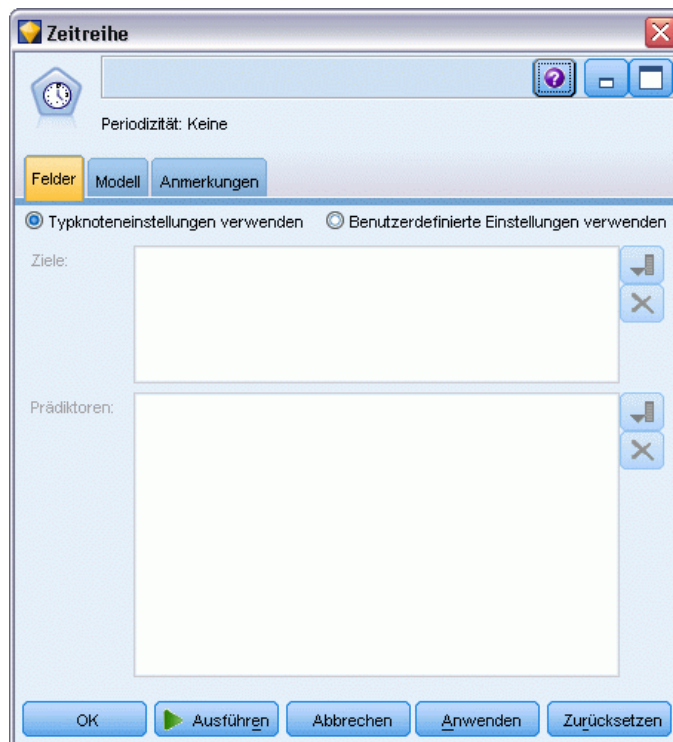 Zeitreihe
Periodizität: Keine
Felder Modell Anmerkungen
Typknoteneinstellungen verwenden Benutzerdefinierte Einstellungen verwenden
Ziele:
Prädiktoren:
OK Ausführen Abbrechen Anwenden Zurücksetzen